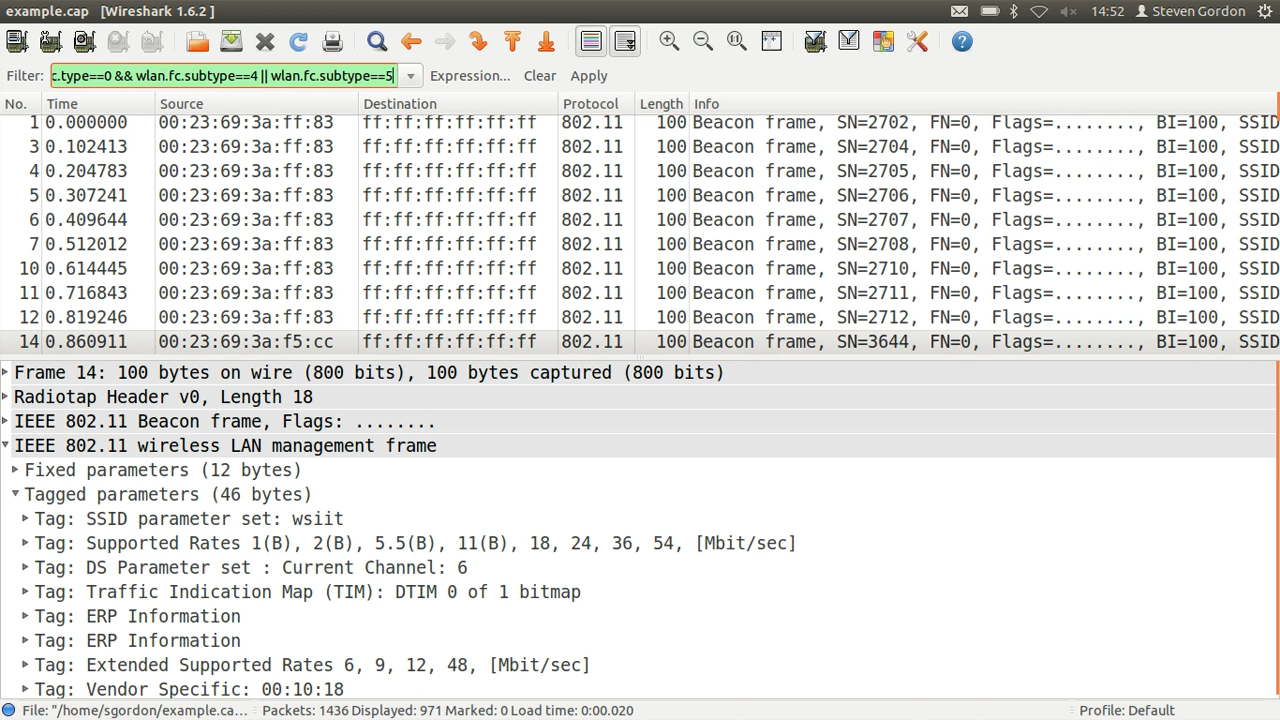 example.cap [Wireshark 1.6.2 ] 14:52 Steven Gordon
Filter: c.type==0 && wlan.fc.subtype==4 || wlan.fc.subtype==5 Expression... Clear Apply
No. Time Source Destination Protocol Length Info
1 0.000000 00:23:69:3a:ff:83 ff:ff:ff:ff:ff:ff 802.11 100 Beacon frame, SN=2702, FN=0, Flags=........, BI=100, SSID
3 0.102413 00:23:69:3a:ff:83 ff:ff:ff:ff:ff:ff 802.11 100 Beacon frame, SN=2704, FN=0, Flags=........, BI=100, SSID
4 0.204783 00:23:69:3a:ff:83 ff:ff:ff:ff:ff:ff 802.11 100 Beacon frame, SN=2705, FN=0, Flags=........, BI=100, SSID
5 0.307241 00:23:69:3a:ff:83 ff:ff:ff:ff:ff:ff 802.11 100 Beacon frame, SN=2706, FN=0, Flags=........, BI=100, SSID
6 0.409644 00:23:69:3a:ff:83 ff:ff:ff:ff:ff:ff 802.11 100 Beacon frame, SN=2707, FN=0, Flags=........, BI=100, SSID
7 0.512012 00:23:69:3a:ff:83 ff:ff:ff:ff:ff:ff 802.11 100 Beacon frame, SN=2708, FN=0, Flags=........, BI=100, SSID
10 0.614445 00:23:69:3a:ff:83 ff:ff:ff:ff:ff:ff 802.11 100 Beacon frame, SN=2710, FN=0, Flags=........, BI=100, SSID
11 0.716843 00:23:69:3a:ff:83 ff:ff:ff:ff:ff:ff 802.11 100 Beacon frame, SN=2711, FN=0, Flags=........, BI=100, SSID
12 0.819246 00:23:69:3a:ff:83 ff:ff:ff:ff:ff:ff 802.11 100 Beacon frame, SN=2712, FN=0, Flags=........, BI=100, SSID
14 0.860911 00:23:69:3a:f5:cc ff:ff:ff:ff:ff:ff 802.11 100 Beacon frame, SN=3644, FN=0, Flags=........, BI=100, SSID
Frame 14: 100 bytes on wire (800 bits), 100 bytes captured (800 bits)
Radiotap Header v0, Length 18
IEEE 802.11 Beacon frame, Flags: ........
IEEE 802.11 wireless LAN management frame
Fixed parameters (12 bytes)
Tagged parameters (46 bytes)
Tag: SSID parameter set: wsiit
Tag: Supported Rates 1(B), 2(B), 5.5(B), 11(B), 18, 24, 36, 54, [Mbit/sec]
Tag: DS Parameter set : Current Channel: 6
Tag: Traffic Indication Map (TIM): DTIM 0 of 1 bitmap
Tag: ERP Information
Tag: ERP Information
Tag: Extended Supported Rates 6, 9, 12, 48, [Mbit/sec]
Tag: Vendor Specific: 00:10:18
File: "/home/sgordon/example.ca... Packets: 1436 Displayed: 971 Marked: 0 Load time: 0:00.020 Profile: Default